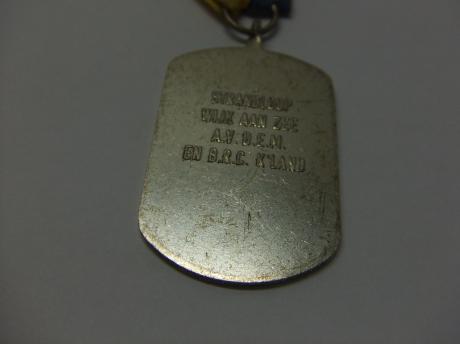 STRANDLOOP
WIJK AAN ZEE
A.V. D.E.M.
EN B.R.C. K'LAND